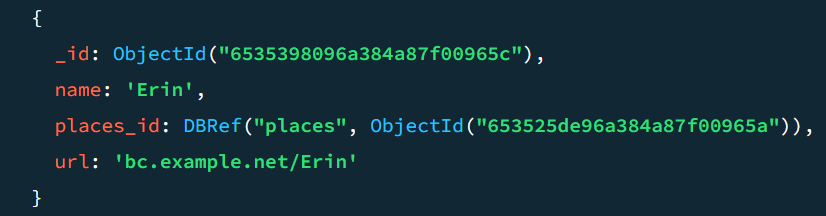 {
_id: ObjectId("6535398096a384a87f00965c"),
name: 'Erin',
places_id: DBRef("places", ObjectId("653525de96a384a87f00965a")),
url: 'bc.example.net/Erin'
}